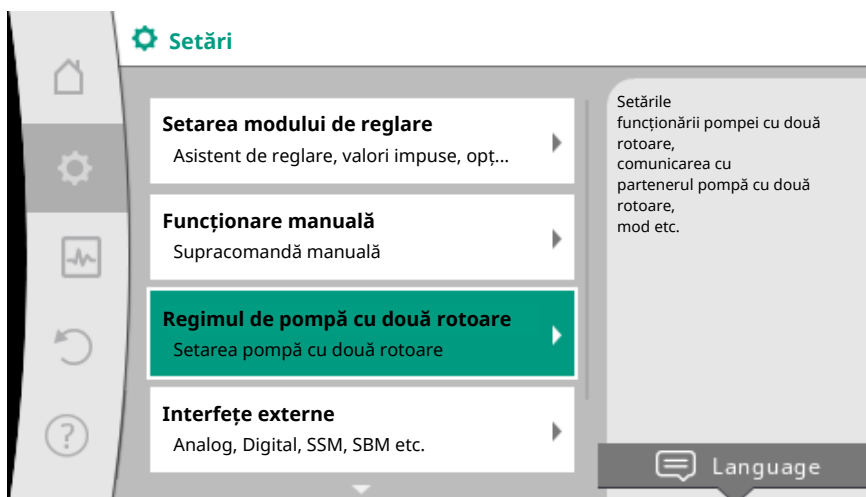 Setări
Setarea modului de reglare
Asistent de reglare, valori impuse, opț...
Funcționare manuală
Supracomandă manuală
Regimul de pompă cu două rotoare
Setarea pompă cu două rotoare
Interfețe externe
Analog, Digital, SSM, SBM etc.
Setările
funcționării pompei cu două
rotoare,
comunicarea cu
partenerul pompă cu două
rotoare,
mod etc.
Language